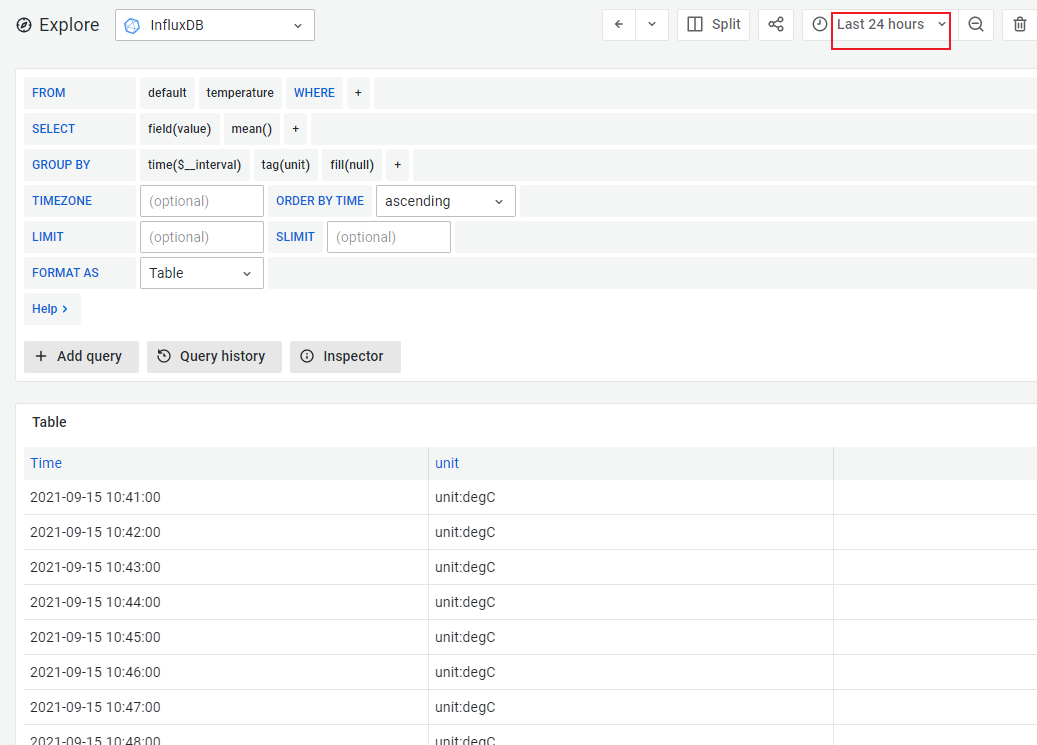 Explore InfluxDB Split Last 24 hours
FROM default temperature WHERE +
SELECT field(value) mean() +
GROUP BY time($__interval) tag(unit) fill(null) +
TIMEZONE (optional) ORDER BY TIME ascending
LIMIT (optional) SLIMIT (optional)
FORMAT AS Table
Help >
+ Add query Query history Inspector
Table
Time unit
2021-09-15 10:41:00 unit:degC
2021-09-15 10:42:00 unit:degC
2021-09-15 10:43:00 unit:degC
2021-09-15 10:44:00 unit:degC
2021-09-15 10:45:00 unit:degC
2021-09-15 10:46:00 unit:degC
2021-09-15 10:47:00 unit:degC
2021-09-15 10:48:00 unit:degC